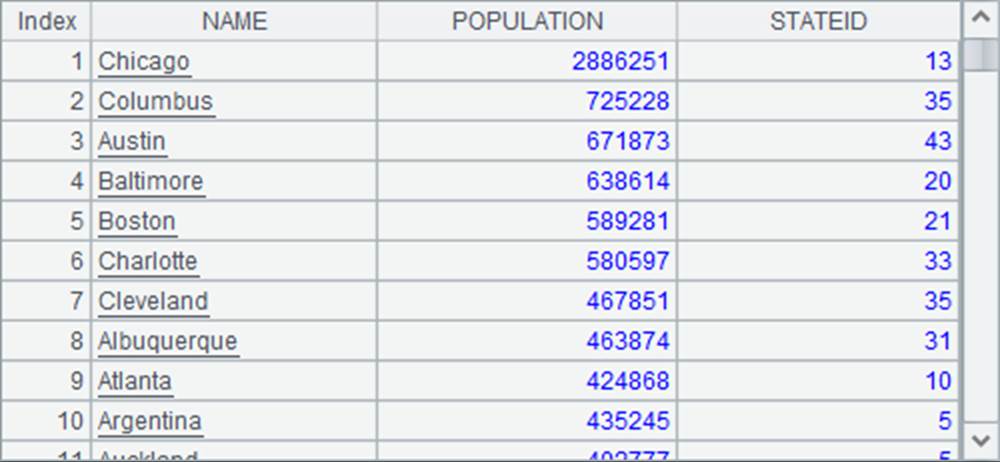 Index NAME POPULATION STATEID
1 Chicago 2886251 13
2 Columbus 725228 35
3 Austin 671873 43
4 Baltimore 638614 20
5 Boston 589281 21
6 Charlotte 580597 33
7 Cleveland 467851 35
8 Albuquerque 463874 31
9 Atlanta 424868 10
10 Argentina 435245 5
11 Auckland 402777 5